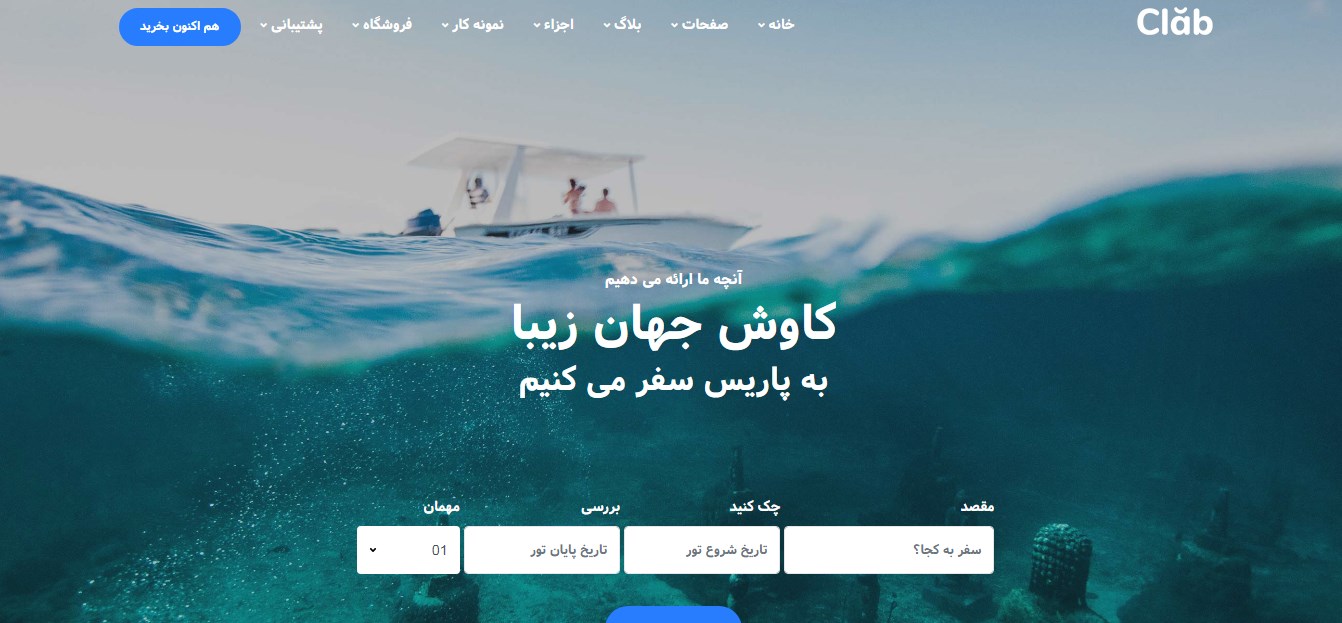 Clăb
خانه صفحات بلاگ اجزاء نمونه کار فروشگاه پشتیبانی هم اکنون بخرید
آنچه ما ارائه می دهیم
کاوش جهان زیبا
به پاریس سفر می کنیم
مقصد چک کنید بررسی مهمان
سفر به کجا؟ تاریخ شروع تور تاریخ پایان تور 01